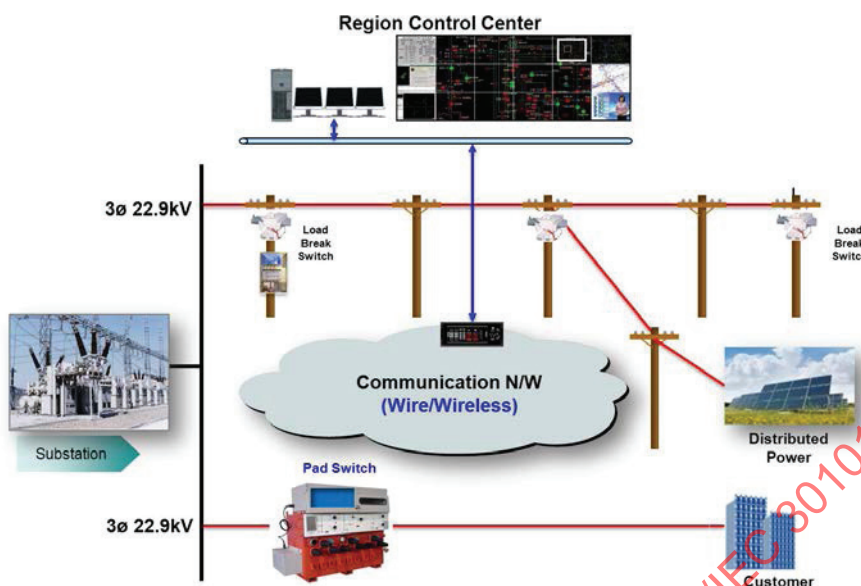 Region Control Center
3ø 22.9kV
Load
Break
Switch
Load
Break
Switch
Communication N/W
(Wire/Wireless)
Substation
Distributed
Power
Pad Switch
3ø 22.9kV
Customer